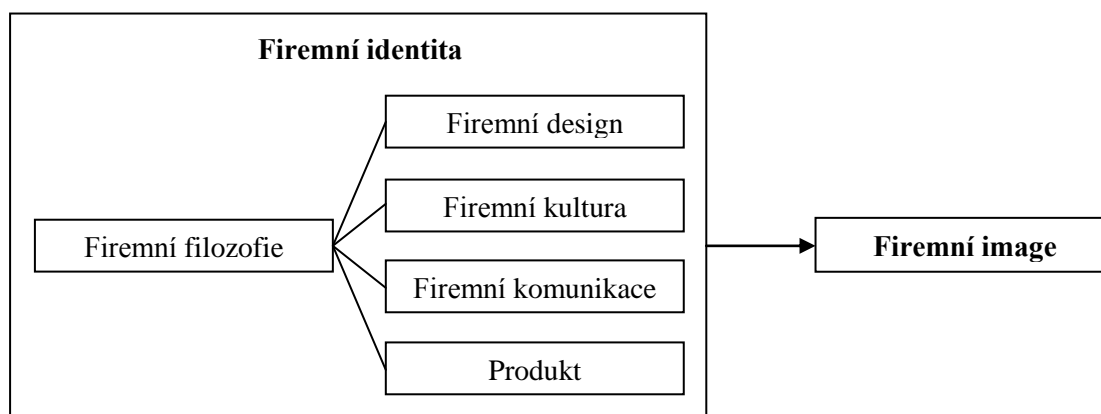 Firemní identita
Firemní design
Firemní kultura
Firemní filozofie
Firemní image
Firemní komunikace
Produkt